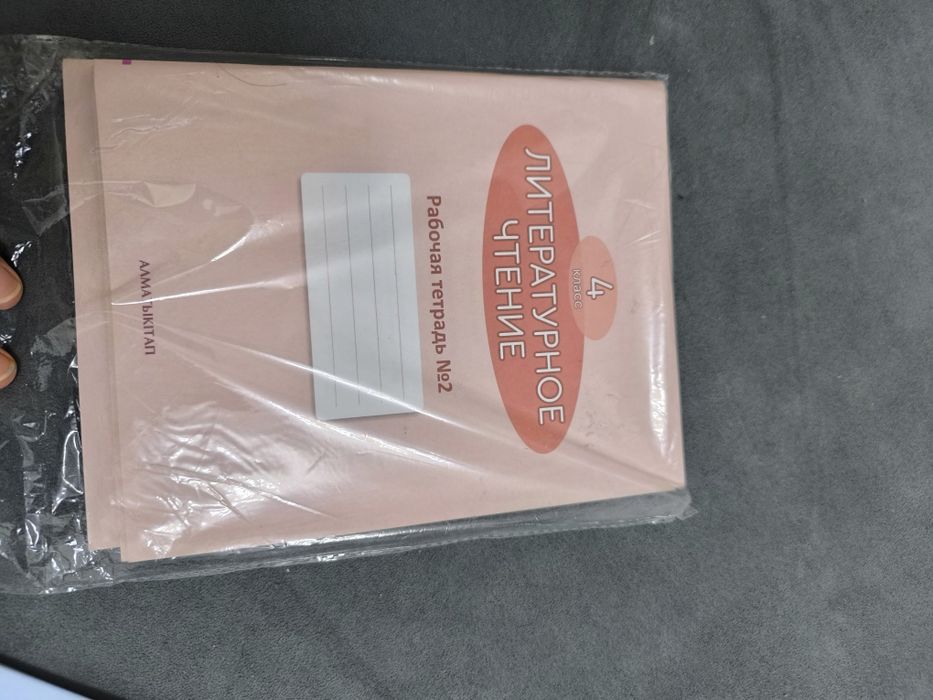 4
класс
ЛИТЕРАТУРНОЕ
ЧТЕНИЕ
Рабочая тетрадь №2
АЛМАТЫКІТАП